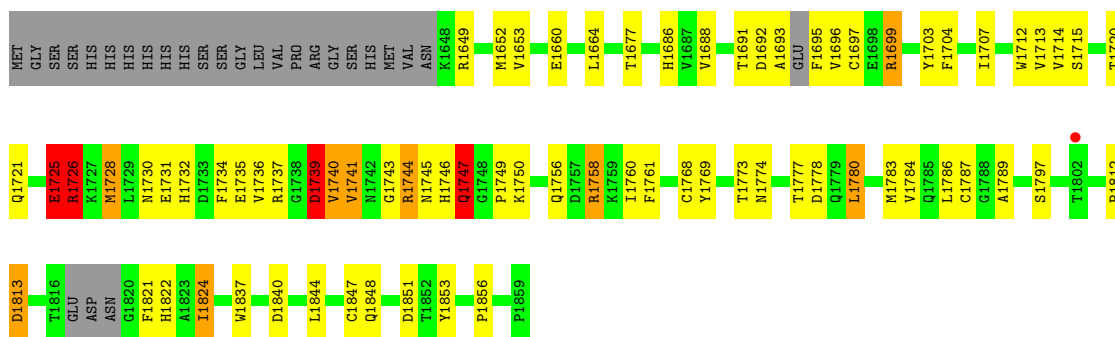 MET GLY SER SER HIS HIS HIS HIS HIS HIS SER SER GLY LEU VAL PRO ARG GLY SER HIS MET VAL ASN K1648 R1649 M1652 V1653 E1660 L1664 T1677 H1686 V1687 V1688 T1691 D1692 A1693 GLU F1695 V1696 C1697 E1698 R1699 Y1703 F1704 I1707 W1712 V1713 V1714 S1715 T1720
Q1721 E1725 R1726 K1727 M1728 L1729 N1730 E1731 H1732 D1733 F1734 E1735 V1736 R1737 G1738 D1739 V1740 V1741 N1742 G1743 R1744 N1745 H1746 Q1747 G1748 P1749 K1750 Q1756 D1757 R1758 K1759 I1760 F1761 C1768 Y1769 T1773 N1774 T1777 D1778 Q1779 L1780 M1783 V1784 Q1785 L1786 C1787 G1788 A1789 S1797 T1802
D1813 T1816 GLU ASP ASN G1820 F1821 H1822 A1823 I1824 W1837 D1840 L1844 C1847 Q1848 D1851 T1852 Y1853 P1856 P1859